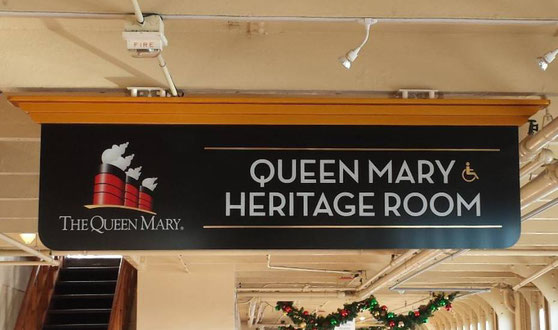 FIRE
QUEEN MARY
HERITAGE ROOM
THE QUEEN MARY®